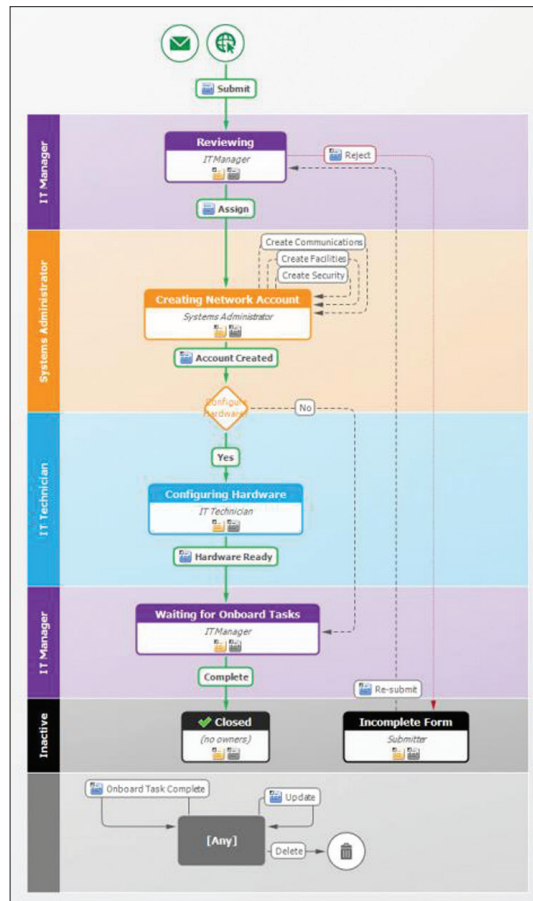 Submit
IT Manager
Reviewing
IT Manager
Reject
Assign
Systems Administrator
Create Communications
Create Facilities
Create Security
Creating Network Account
Systems Administrator
Account Created
Configure
Hardware?
No
Yes
IT Technician
Configuring Hardware
IT Technician
Hardware Ready
IT Manager
Waiting for Onboard Tasks
IT Manager
Complete
Re-submit
Inactive
Closed
(no owners)
Incomplete Form
Submitter
Onboard Task Complete
Update
[Any]
Delete